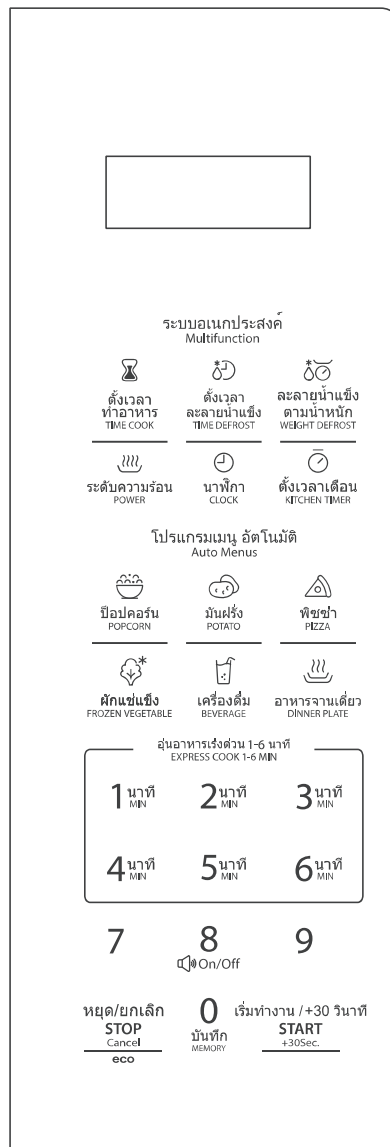 ระบบอเนกประสงค์
Multifunction
ตั้งเวลา
ทำอาหาร
TIME COOK
ตั้งเวลา
ละลายน้ำแข็ง
TIME DEFROST
ละลายน้ำแข็ง
ตามน้ำหนัก
WEIGHT DEFROST
ระดับความร้อน
POWER
นาฬิกา
CLOCK
ตั้งเวลาเตือน
KITCHEN TIMER
โปรแกรมเมนู อัตโนมัติ
Auto Menus
ป๊อปคอร์น
POPCORN
มันฝรั่ง
POTATO
พิซซ่า
PIZZA
ผักแช่แข็ง
FROZEN VEGETABLE
เครื่องดื่ม
BEVERAGE
อาหารจานเดี่ยว
DINNER PLATE
อุ่นอาหารเร่งด่วน 1-6 นาที
EXPRESS COOK 1-6 MIN
1 นาที MIN
2 นาที MIN
3 นาที MIN
4 นาที MIN
5 นาที MIN
6 นาที MIN
7
8
On/Off
9
หยุด/ยกเลิก
STOP
Cancel
eco
0
บันทึก
MEMORY
เริ่มทำงาน /+30 วินาที
START
+30Sec.